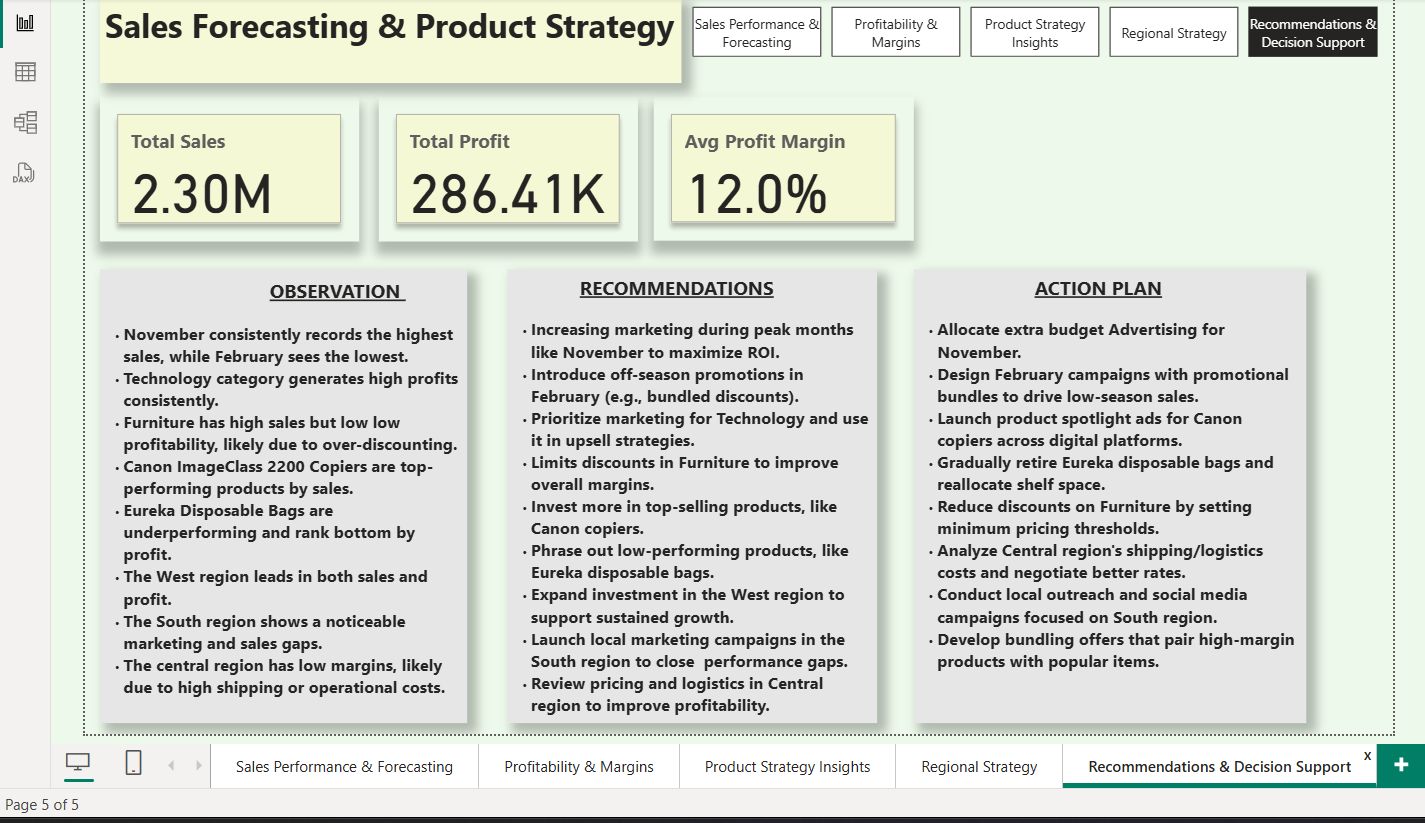 Sales Forecasting & Product Strategy
Sales Performance &
Forecasting
Profitability &
Margins
Product Strategy
Insights
Regional Strategy
Recommendations &
Decision Support
DAX
Total Sales
2.30M
Total Profit
286.41K
Avg Profit Margin
12.0%
OBSERVATION
· November consistently records the highest
sales, while February sees the lowest.
· Technology category generates high profits
consistently.
· Furniture has high sales but low low
profitability, likely due to over-discounting.
· Canon ImageClass 2200 Copiers are top-
performing products by sales.
· Eureka Disposable Bags are
underperforming and rank bottom by
profit.
· The West region leads in both sales and
profit.
· The South region shows a noticeable
marketing and sales gaps.
· The central region has low margins, likely
due to high shipping or operational costs.
RECOMMENDATIONS
· Increasing marketing during peak months
like November to maximize ROI.
· Introduce off-season promotions in
February (e.g., bundled discounts).
· Prioritize marketing for Technology and use
it in upsell strategies.
· Limits discounts in Furniture to improve
overall margins.
· Invest more in top-selling products, like
Canon copiers.
· Phrase out low-performing products, like
Eureka disposable bags.
· Expand investment in the West region to
support sustained growth.
· Launch local marketing campaigns in the
South region to close performance gaps.
· Review pricing and logistics in Central
region to improve profitability.
ACTION PLAN
· Allocate extra budget Advertising for
November.
· Design February campaigns with promotional
bundles to drive low-season sales.
· Launch product spotlight ads for Canon
copiers across digital platforms.
· Gradually retire Eureka disposable bags and
reallocate shelf space.
· Reduce discounts on Furniture by setting
minimum pricing thresholds.
· Analyze Central region's shipping/logistics
costs and negotiate better rates.
· Conduct local outreach and social media
campaigns focused on South region.
· Develop bundling offers that pair high-margin
products with popular items.
Sales Performance & Forecasting
Profitability & Margins
Product Strategy Insights
Regional Strategy
Recommendations & Decision Support
x
+
Page 5 of 5